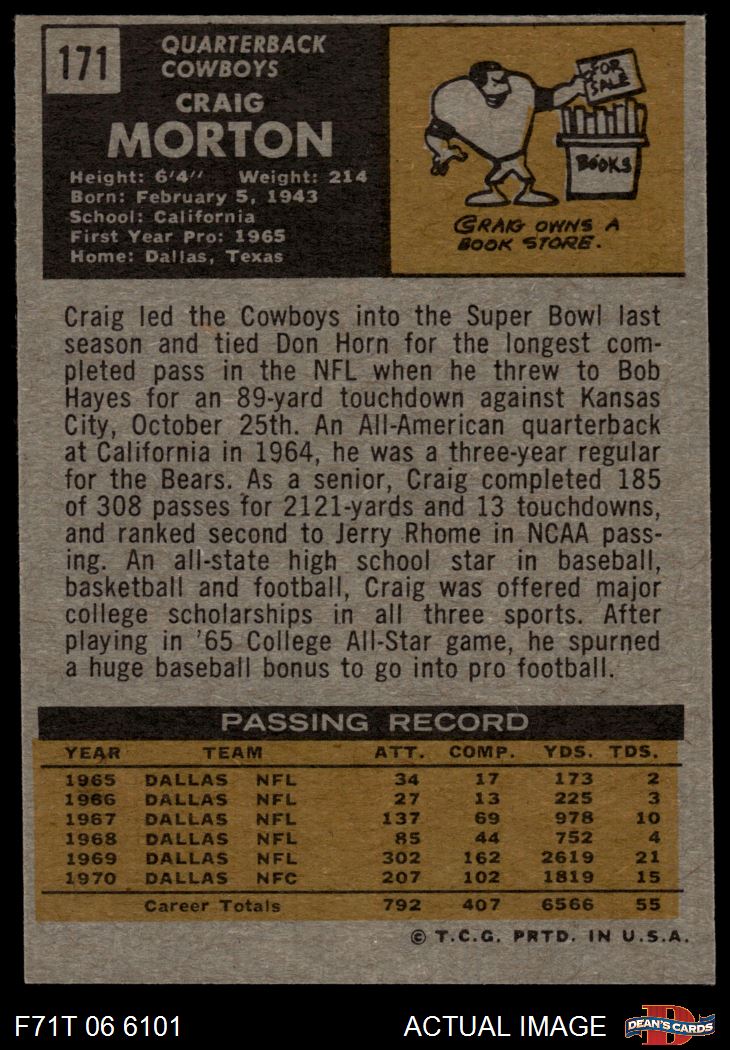 171
QUARTERBACK
COWBOYS
CRAIG
MORTON
Height: 6'4" Weight: 214
Born: February 5, 1943
School: California
First Year Pro: 1965
Home: Dallas, Texas
FOR
SALE
BOOKS
CRAIG OWNS A
BOOK STORE.
Craig led the Cowboys into the Super Bowl last
season and tied Don Horn for the longest com-
pleted pass in the NFL when he threw to Bob
Hayes for an 89-yard touchdown against Kansas
City, October 25th. An All-American quarterback
at California in 1964, he was a three-year regular
for the Bears. As a senior, Craig completed 185
of 308 passes for 2121-yards and 13 touchdowns,
and ranked second to Jerry Rhome in NCAA pass-
ing. An all-state high school star in baseball,
basketball and football, Craig was offered major
college scholarships in all three sports. After
playing in '65 College All-Star game, he spurned
a huge baseball bonus to go into pro football.
PASSING RECORD
YEAR TEAM ATT. COMP. YDS. TDS.
1965 DALLAS NFL 34 17 173 2
1966 DALLAS NFL 27 13 225 3
1967 DALLAS NFL 137 69 978 10
1968 DALLAS NFL 85 44 752 4
1969 DALLAS NFL 302 162 2619 21
1970 DALLAS NFC 207 102 1819 15
Career Totals 792 407 6566 55
© T.C.G. PRTD. IN U.S.A.
F71T 06 6101 ACTUAL IMAGE D DEAN'S CARDS